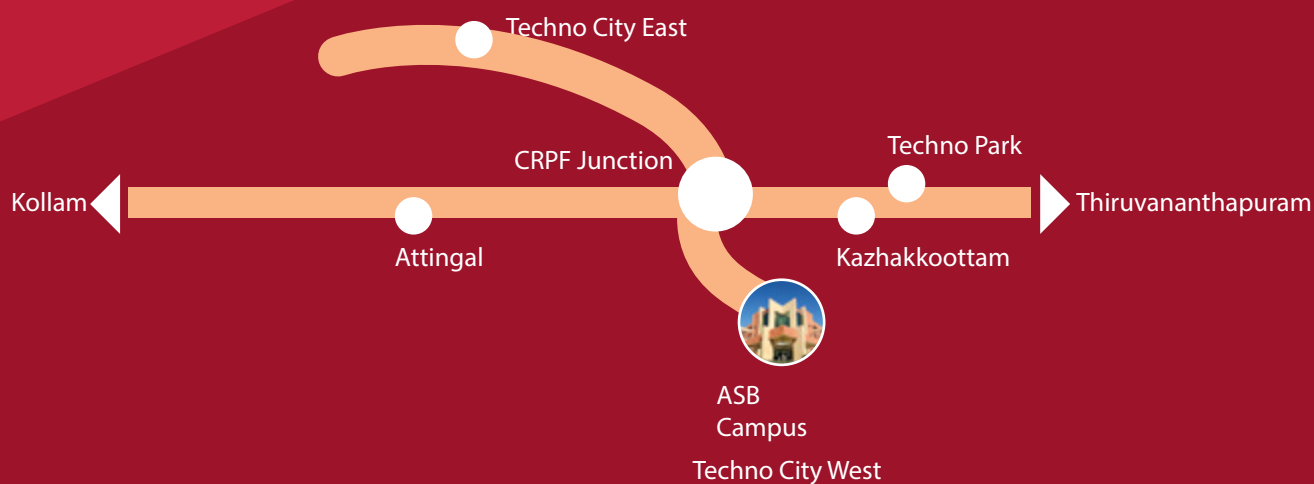 Techno City East
CRPF Junction
Techno Park
Kollam
Thiruvananthapuram
Attingal
Kazhakkoottam
ASB
Campus
Techno City West